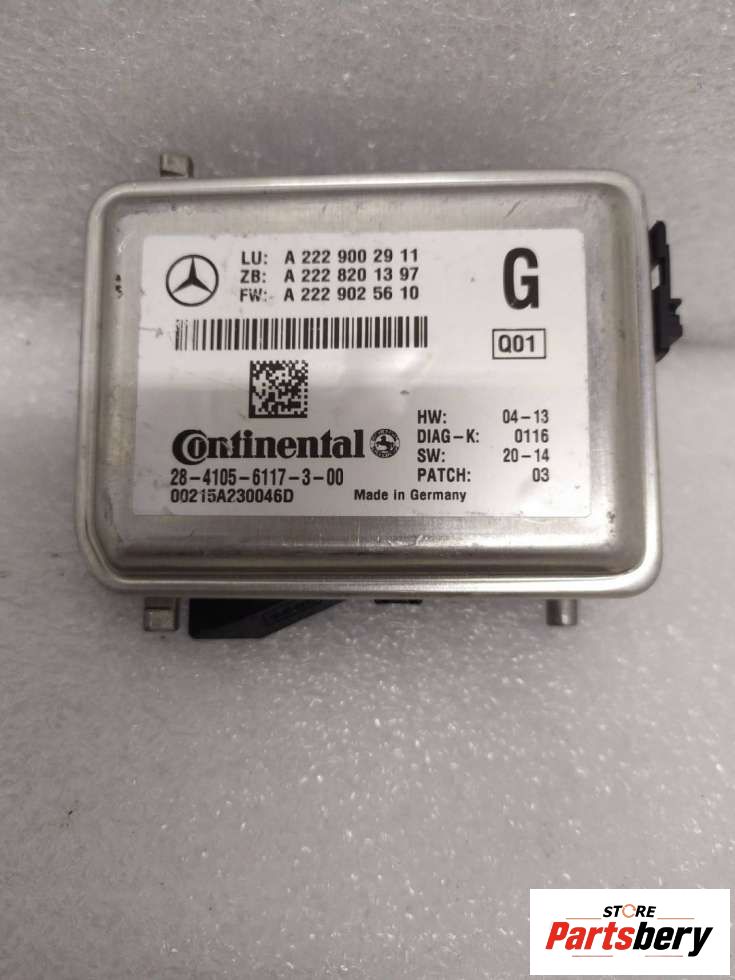 LU: A 222 900 29 11
ZB: A 222 820 13 97
FW: A 222 902 56 10
G
Q01
Continental
28-4105-6117-3-00
00215A230046D
Made in Germany
HW: 04-13
DIAG-K: 0116
SW: 20-14
PATCH: 03
STORE
Partsbery